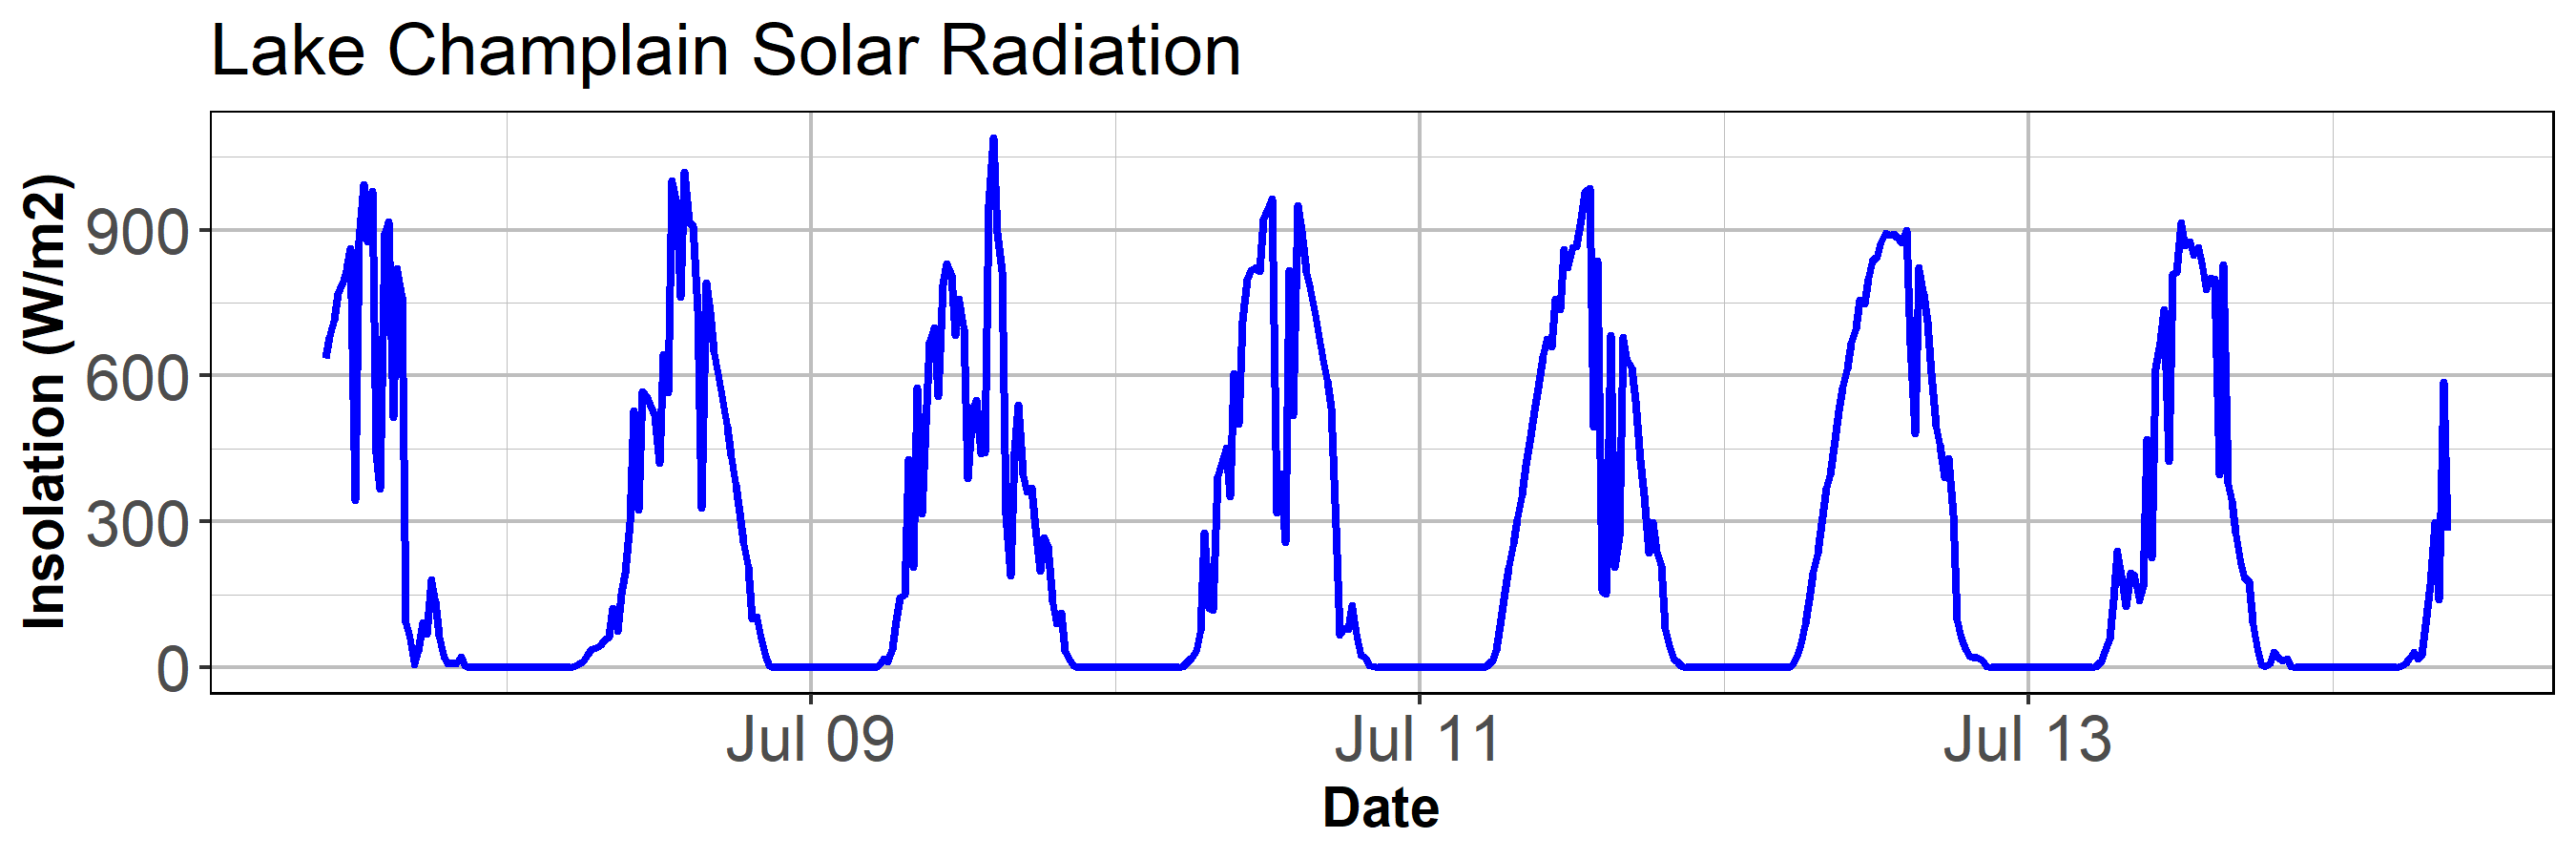 Lake Champlain Solar Radiation
Insolation (W/m2)
900
600
300
0
Jul 09
Jul 11
Jul 13
Date